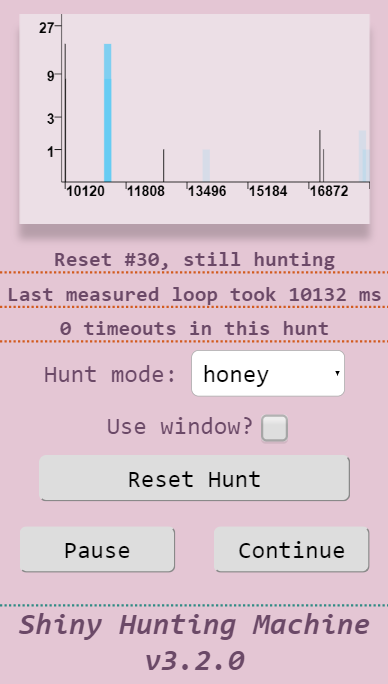 27
9
3
1
10120 11808 13496 15184 16872
Reset #30, still hunting
Last measured loop took 10132 ms
0 timeouts in this hunt
Hunt mode: honey
Use window?
Reset Hunt
Pause Continue
Shiny Hunting Machine
v3.2.0